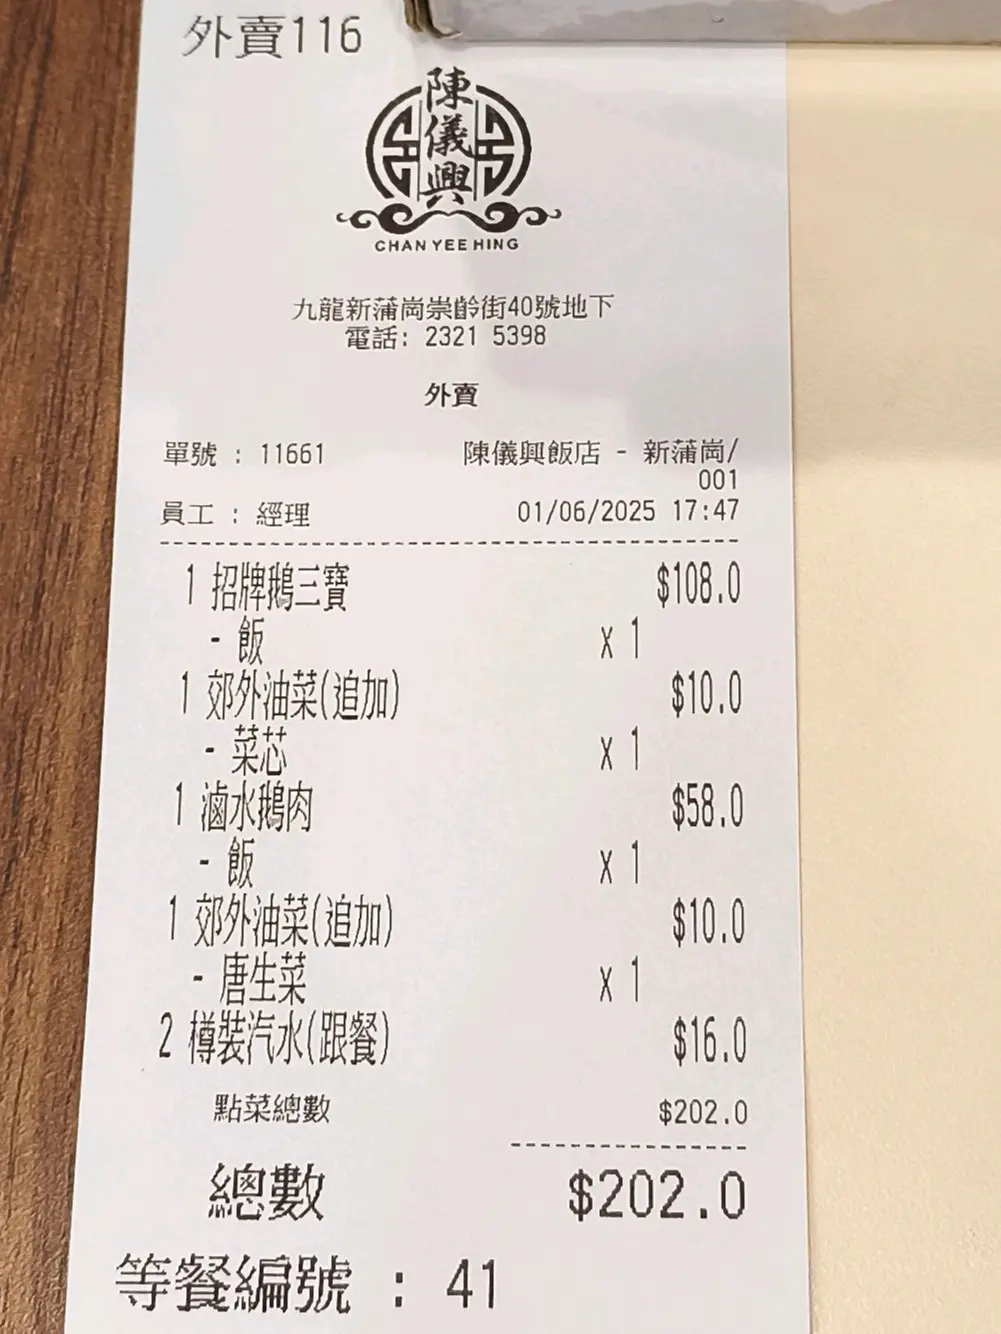 外賣116
陳儀興
CHAN YEE HING
九龍新蒲崗崇齡街40號地下
電話: 2321 5398
外賣
單號 : 11661 陳儀興飯店 - 新蒲崗/
001
員工 : 經理 01/06/2025 17:47
1 招牌鵝三寶 $108.0
- 飯 x 1
1 郊外油菜(追加) $10.0
- 菜芯 x 1
1 滷水鵝肉 $58.0
- 飯 x 1
1 郊外油菜(追加) $10.0
- 唐生菜 x 1
2 樽裝汽水(跟餐) $16.0
點菜總數 $202.0
總數 $202.0
等餐編號 : 41